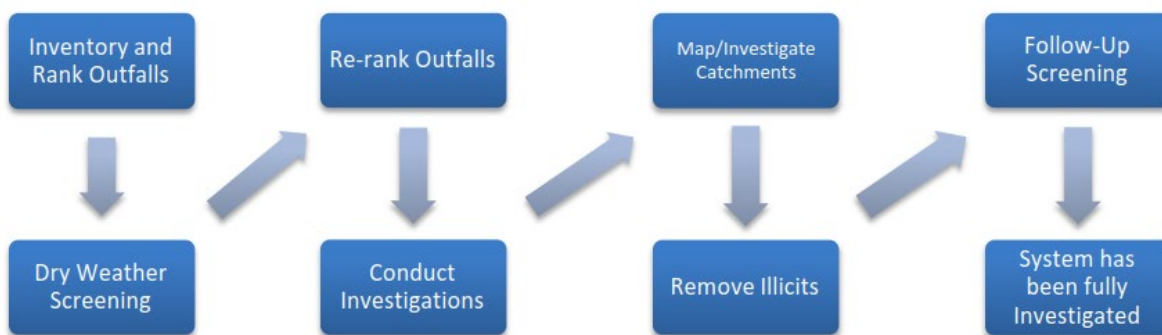 Inventory and
Rank Outfalls
Dry Weather
Screening
Re-rank Outfalls
Conduct
Investigations
Map/Investigate
Catchments
Remove Illicits
Follow-Up
Screening
System has
been fully
Investigated